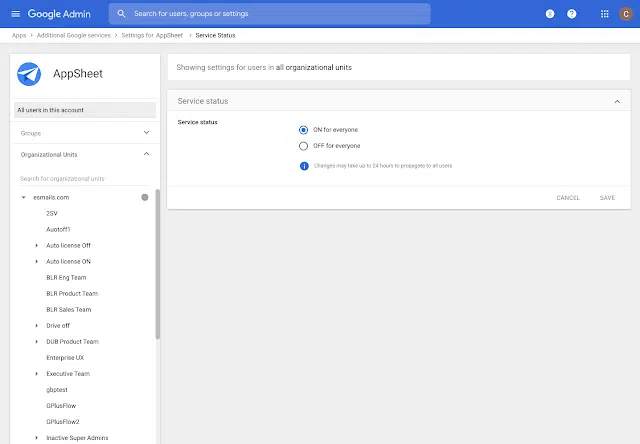 Google Admin
Search for users, groups or settings
C
Apps > Additional Google services > Settings for AppSheet > Service Status
AppSheet
All users in this account
Groups
Organizational Units
Search for organizational units
esmails.com
2SV
Auotoff1
Auto license Off
Auto license ON
BLR Eng Team
BLR Product Team
BLR Sales Team
Drive off
DUB Product Team
Enterprise UX
Executive Team
gbptest
GPlusFlow
GPlusFlow2
Inactive Super Admins
Showing settings for users in all organizational units
Service status
Service status
ON for everyone
OFF for everyone
Changes may take up to 24 hours to propagate to all users
CANCEL
SAVE